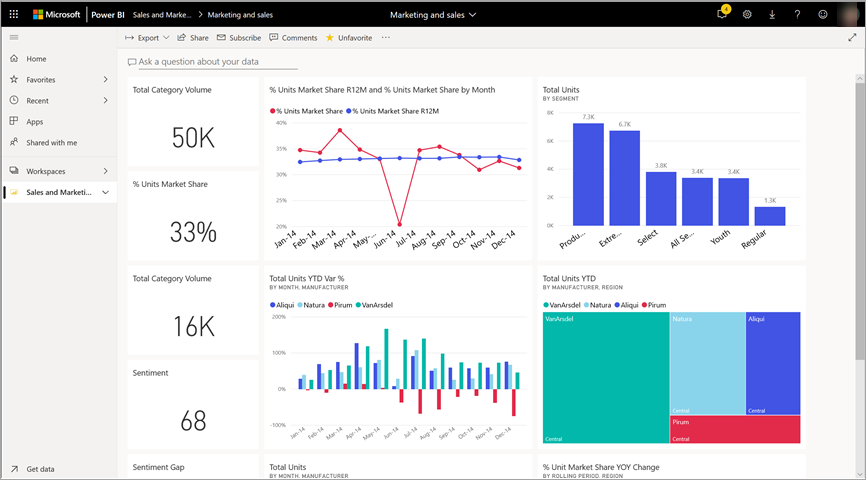 Microsoft Power BI Sales and Marke... Marketing and sales
Marketing and sales
4
Export Share Subscribe Comments Unfavorite ...
Ask a question about your data
Home
Favorites
Recent
Apps
Shared with me
Workspaces
Sales and Marketi...
Get data
Total Category Volume
50K
% Units Market Share
33%
Total Category Volume
16K
Sentiment
68
Sentiment Gap
% Units Market Share R12M and % Units Market Share by Month
% Units Market Share % Units Market Share R12M
40%
35%
30%
25%
20%
Jan-14 Feb-14 Mar-14 Apr-14 May-... Jun-14 Jul-14 Aug-14 Sep-14 Oct-14 Nov-14 Dec-14
Total Units
BY SEGMENT
8K
6K
4K
2K
0K
7.3K 6.7K 3.8K 3.4K 3.4K 1.3K
Produ... Extre... Select All Se... Youth Regular
Total Units YTD Var %
BY MONTH, MANUFACTURER
Aliqui Natura Pirum VanArsdel
200%
100%
0%
-100%
Jan-14 Feb-14 Mar-14 Apr-14 May-14 Jun-14 Jul-14 Aug-14 Sep-14 Oct-14 Nov-14 Dec-14
Total Units YTD
BY MANUFACTURER, REGION
VanArsdel Natura Aliqui Pirum
VanArsdel
Central
Natura
Central
Aliqui
Central
Pirum
Central
Total Units
BY MONTH, MANUFACTURER
% Unit Market Share YOY Change
BY ROLLING PERIOD, REGION